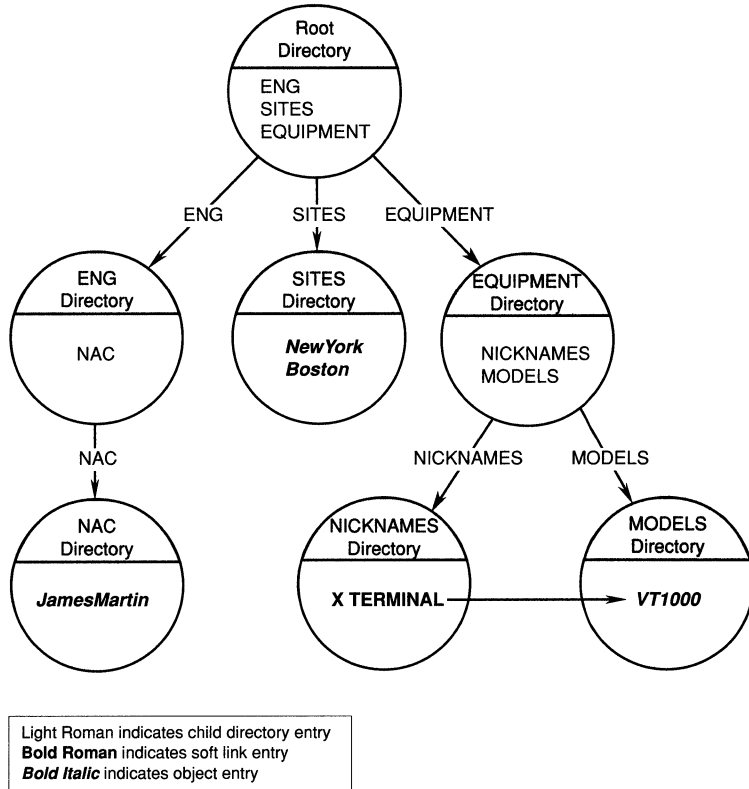 Root
Directory
ENG
SITES
EQUIPMENT
ENG
SITES
EQUIPMENT
ENG
Directory
NAC
SITES
Directory
NewYork
Boston
EQUIPMENT
Directory
NICKNAMES
MODELS
NAC
NICKNAMES
MODELS
NAC
Directory
JamesMartin
NICKNAMES
Directory
X TERMINAL
MODELS
Directory
VT1000
Light Roman indicates child directory entry
Bold Roman indicates soft link entry
Bold Italic indicates object entry